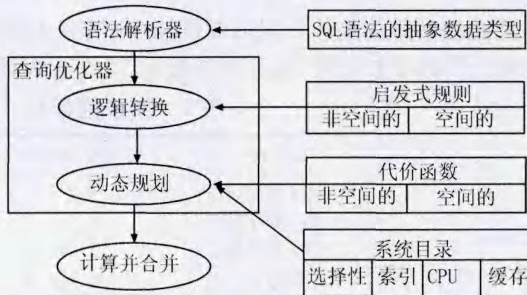 语法解析器
SQL语法的抽象数据类型
查询优化器
逻辑转换
启发式规则
非空间的 空间的
动态规划
代价函数
非空间的 空间的
计算并合并
系统目录
选择性 索引 CPU 缓存